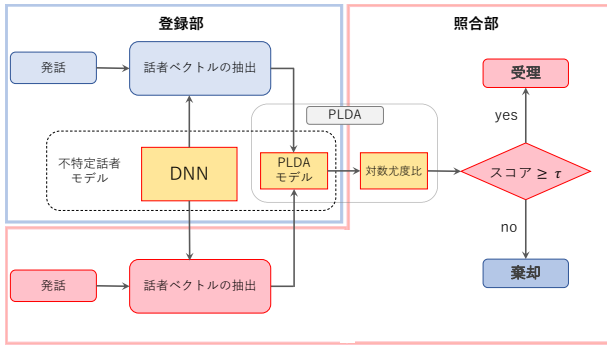 登録部
照合部
発話
話者ベクトルの抽出
受理
PLDA
yes
不特定話者
モデル
DNN
PLDA
モデル
対数尤度比
スコア ≥ τ
no
発話
話者ベクトルの抽出
棄却